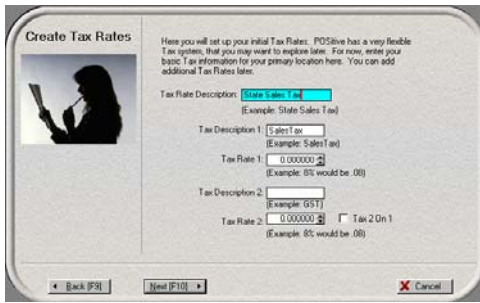 Create Tax Rates
Here you will set up your initial Tax Rates. POSitive has a very flexible
Tax system, that you may want to explore later. For now, enter your
basic Tax information for your primary location here. You can add
additional Tax Rates later.
Tax Rate Description: State Sales Tax
(Example: State Sales Tax)
Tax Description 1: SalesTax
(Example: SalesTax)
Tax Rate 1: 0.000000
(Example: 8% would be .08)
Tax Description 2:
(Example: GST)
Tax Rate 2: 0.000000 Tax 2 On 1
(Example: 8% would be .08)
Back [F9] Next [F10] Cancel